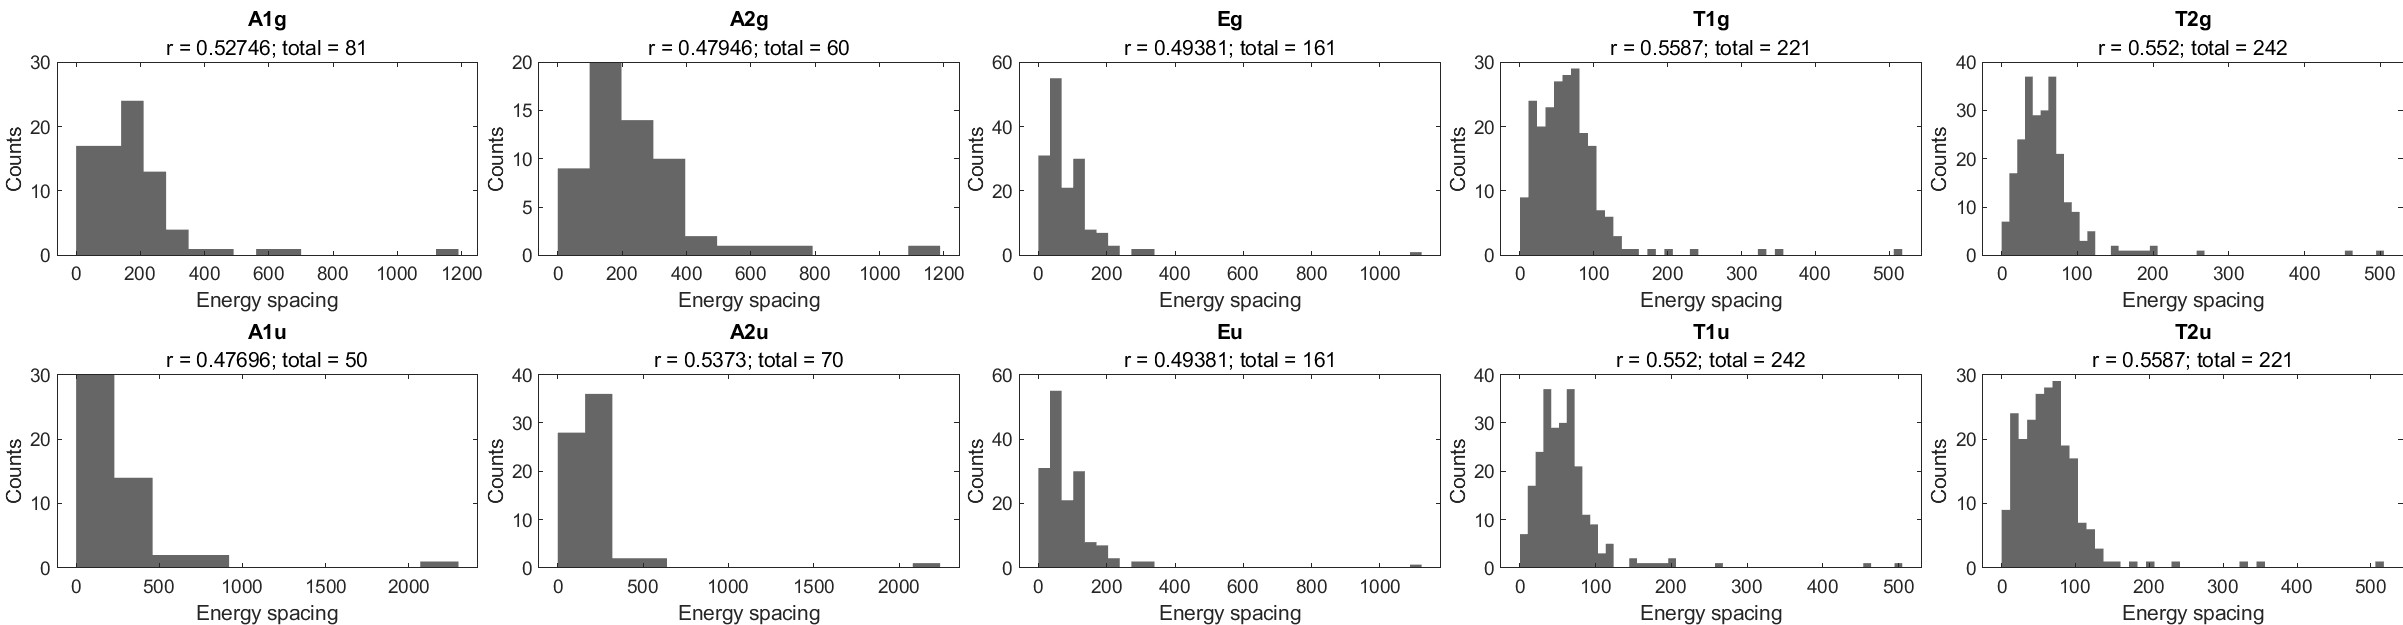 A1g
r = 0.52746; total = 81
30
20
10
0
Counts
0 200 400 600 800 1000 1200
Energy spacing
A2g
r = 0.47946; total = 60
20
15
10
5
0
Counts
0 200 400 600 800 1000 1200
Energy spacing
Eg
r = 0.49381; total = 161
60
40
20
0
Counts
0 200 400 600 800 1000
Energy spacing
T1g
r = 0.5587; total = 221
30
20
10
0
Counts
0 100 200 300 400 500
Energy spacing
T2g
r = 0.552; total = 242
40
30
20
10
0
Counts
0 100 200 300 400 500
Energy spacing
A1u
r = 0.47696; total = 50
30
20
10
0
Counts
0 500 1000 1500 2000
Energy spacing
A2u
r = 0.5373; total = 70
40
30
20
10
0
Counts
0 500 1000 1500 2000
Energy spacing
Eu
r = 0.49381; total = 161
60
40
20
0
Counts
0 200 400 600 800 1000
Energy spacing
T1u
r = 0.552; total = 242
40
30
20
10
0
Counts
0 100 200 300 400 500
Energy spacing
T2u
r = 0.5587; total = 221
30
20
10
0
Counts
0 100 200 300 400 500
Energy spacing